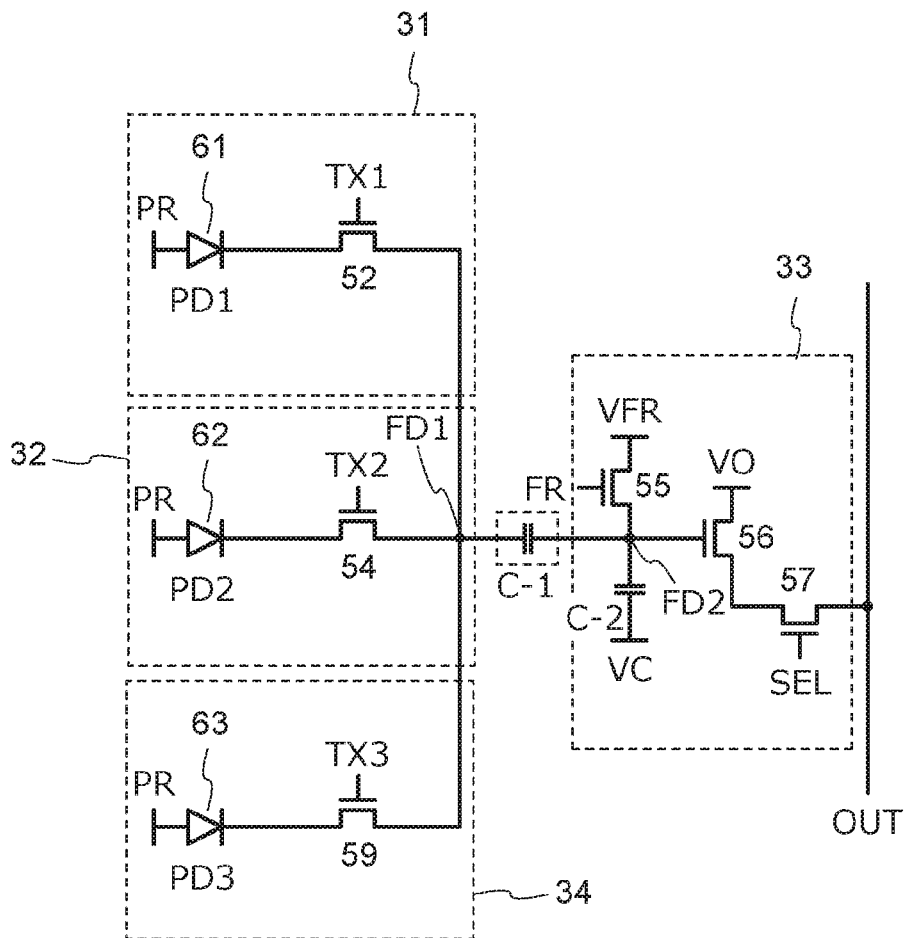 31
61
TX1
PR
52
PD1
33
32
62
FD1
VFR
TX2
VO
PR
FR
55
56
54
PD2
C-1
57
FD2
C-2
VC
SEL
63
TX3
PR
OUT
59
PD3
34